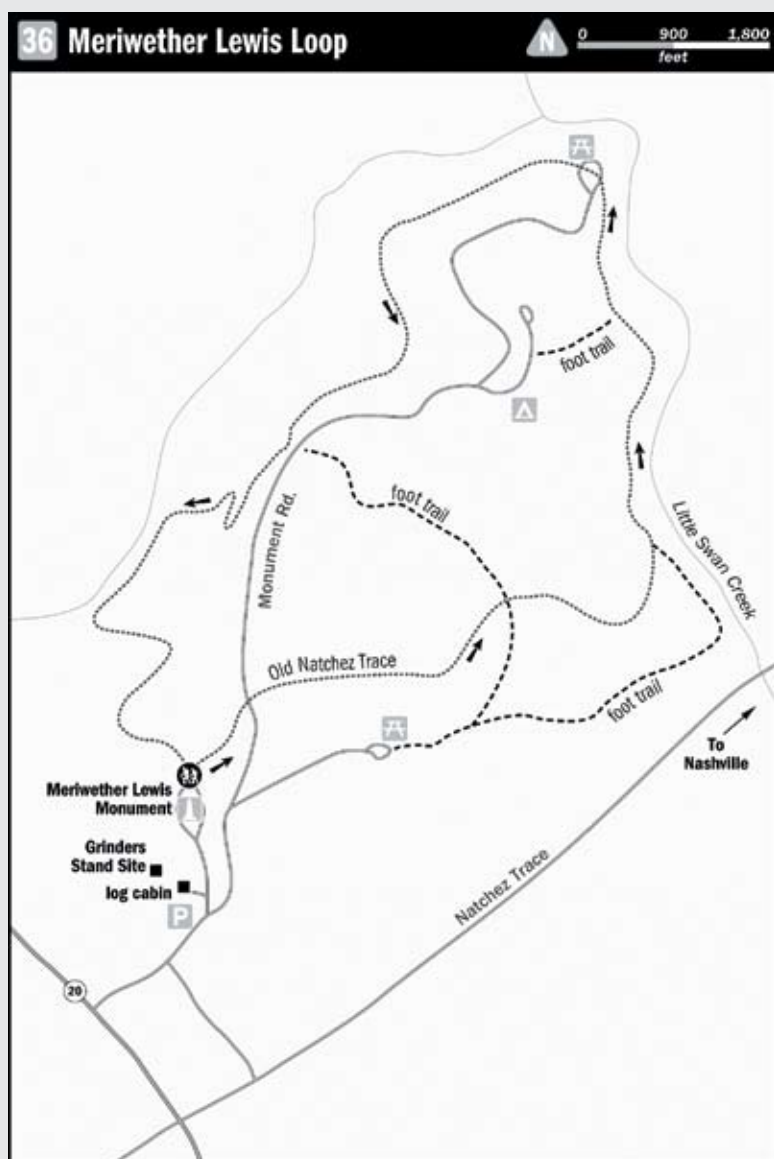 36 Meriwether Lewis Loop
N
0 900 1,800
feet
foot trail
foot trail
Monument Rd.
Little Swan Creek
Old Natchez Trace
foot trail
To
Nashville
Meriwether Lewis
Monument
Grinders
Stand Site
log cabin
Natchez Trace
P
20